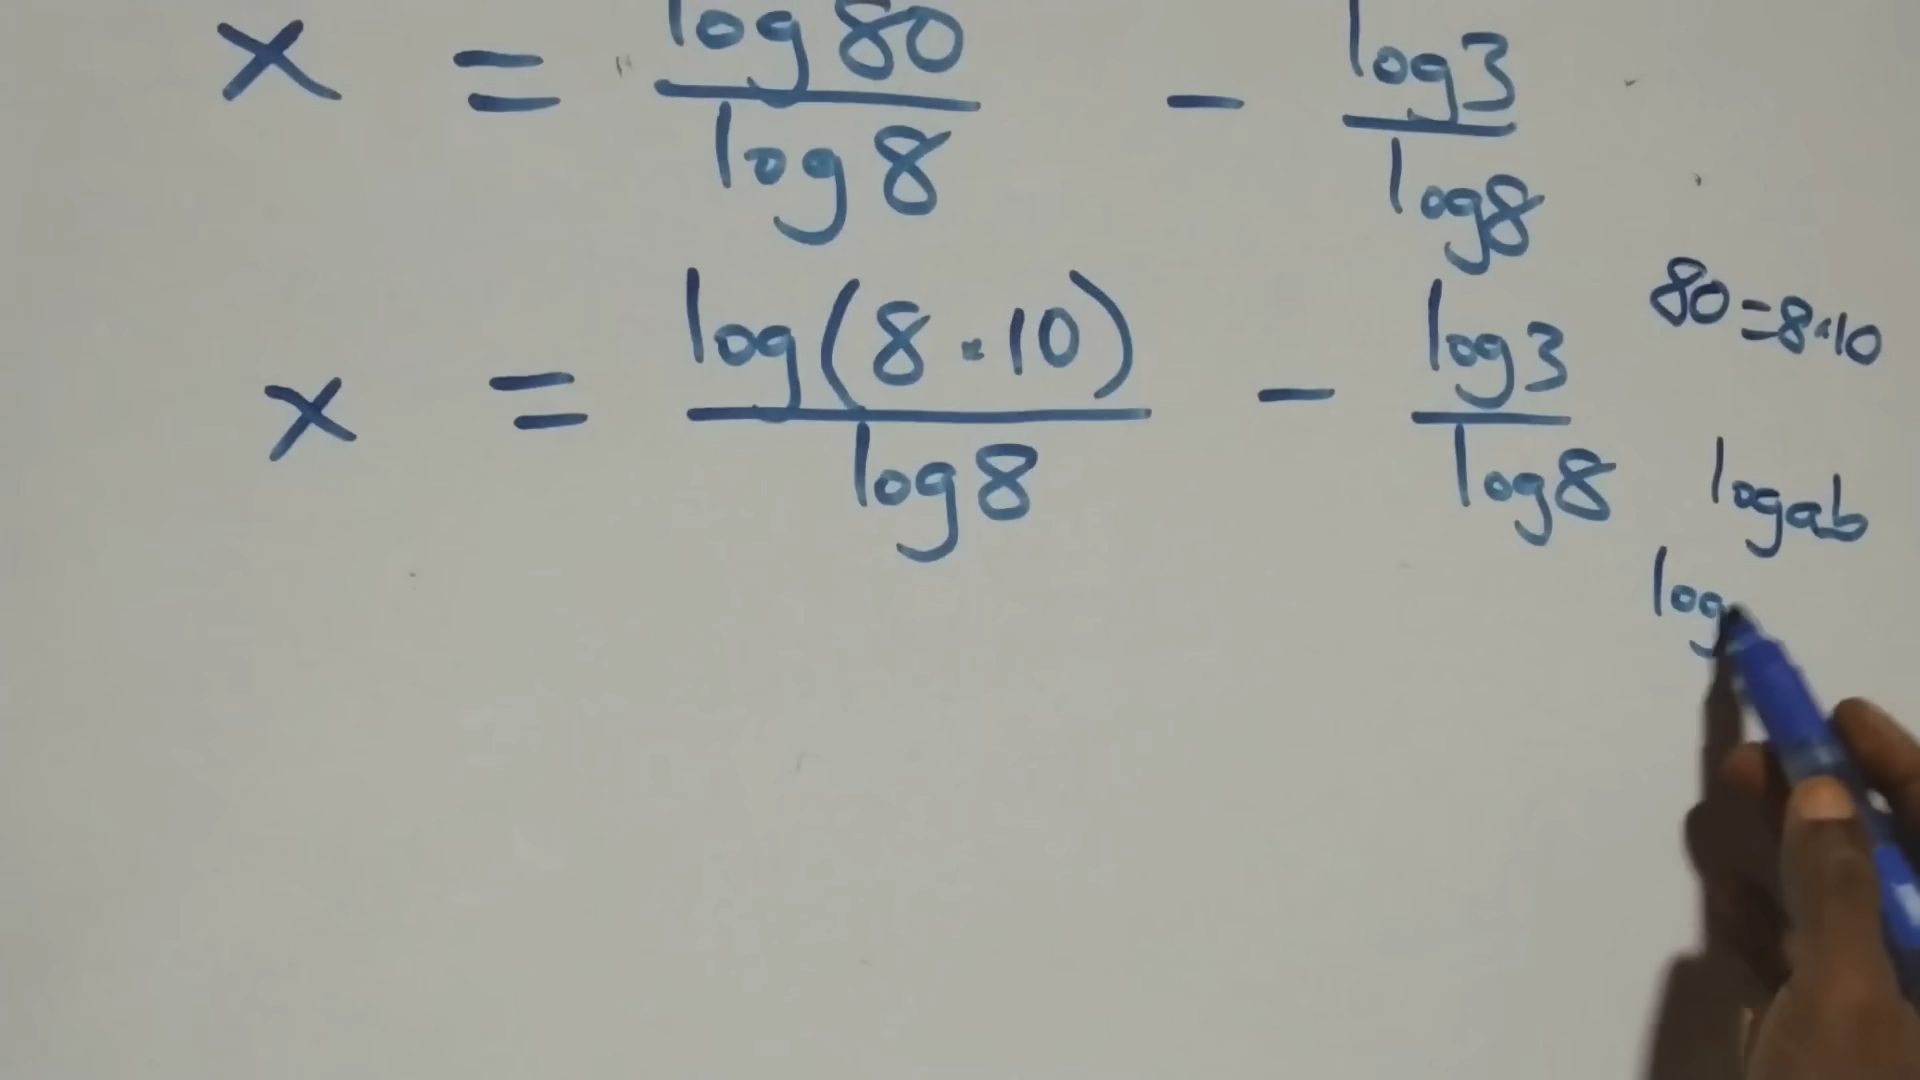 x = log 80 / log 8 - log 3 / log 8
x = log(8 · 10) / log 8 - log 3 / log 8
80 = 8 · 10
log ab
log